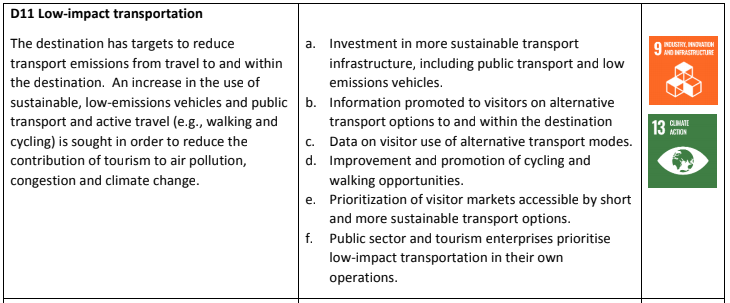 D11 Low-impact transportation
The destination has targets to reduce
transport emissions from travel to and within
the destination.  An increase in the use of
sustainable, low-emissions vehicles and public
transport and active travel (e.g., walking and
cycling) is sought in order to reduce the
contribution of tourism to air pollution,
congestion and climate change.
a. Investment in more sustainable transport
infrastructure, including public transport and low
emissions vehicles.
b. Information promoted to visitors on alternative
transport options to and within the destination
c. Data on visitor use of alternative transport modes.
d. Improvement and promotion of cycling and
walking opportunities.
e. Prioritization of visitor markets accessible by short
and more sustainable transport options.
f. Public sector and tourism enterprises prioritise
low-impact transportation in their own
operations.
9 INDUSTRY, INNOVATION
AND INFRASTRUCTURE
13 CLIMATE
ACTION